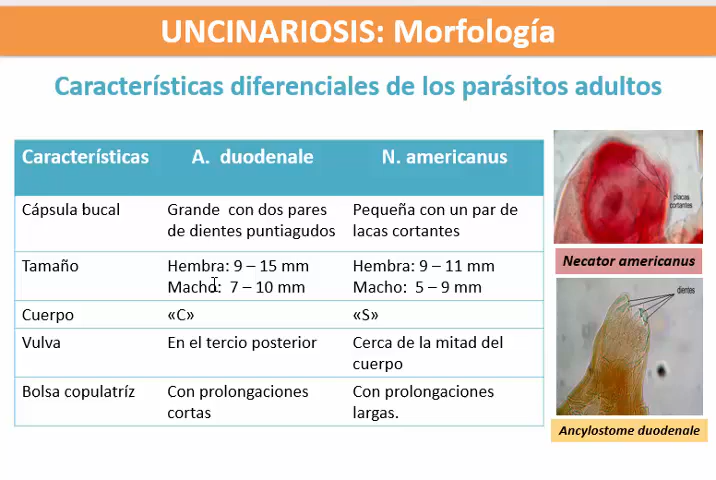 UNCINARIOSIS: Morfología
Características diferenciales de los parásitos adultos
Características A. duodenale N. americanus
Cápsula bucal Grande con dos pares Pequeña con un par de
de dientes puntiagudos lacas cortantes
Tamaño Hembra: 9 – 15 mm Hembra: 9 – 11 mm
Macho: 7 – 10 mm Macho: 5 – 9 mm
Cuerpo «C» «S»
Vulva En el tercio posterior Cerca de la mitad del
cuerpo
Bolsa copulatríz Con prolongaciones Con prolongaciones
cortas largas.
placas
cortantes
Necator americanus
dientes
Ancylostome duodenale